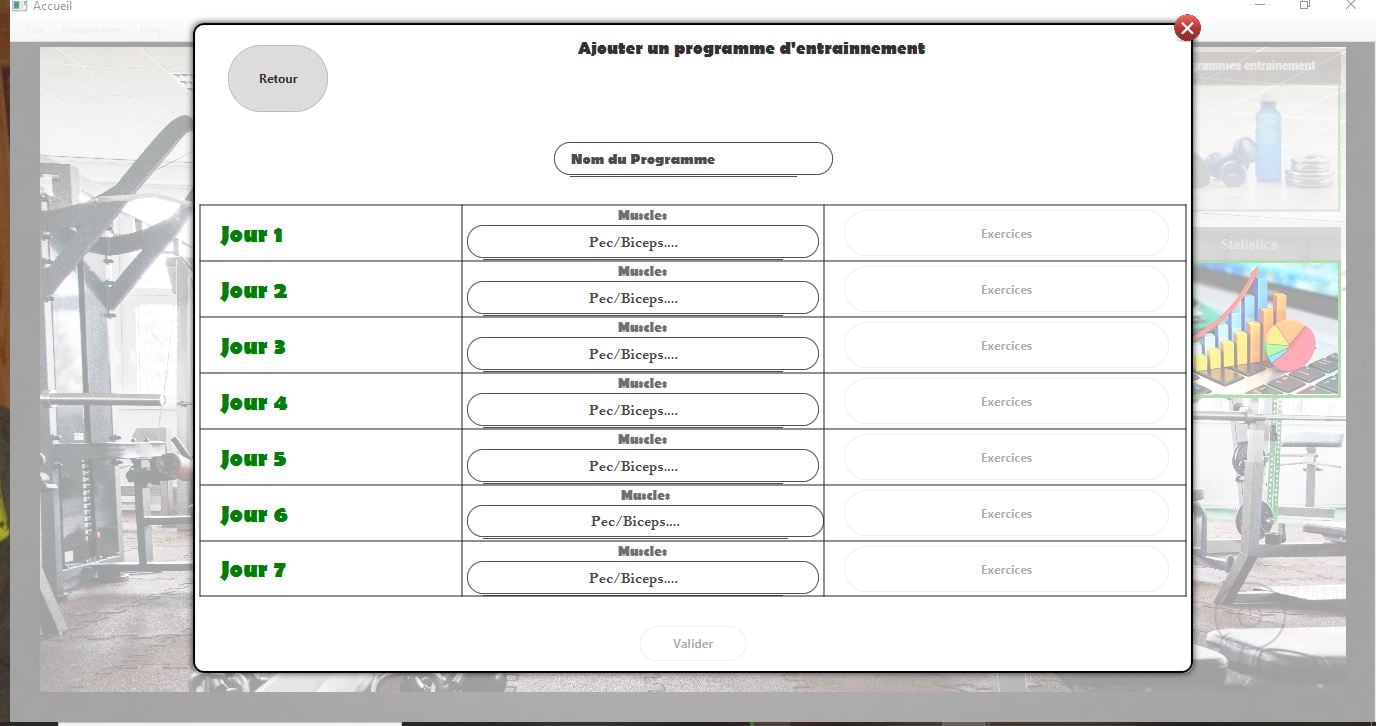 Accueil
File Parametres Help
Ajouter un programme d'entrainnement
Retour
rammes entrainement
Nom du Programme
Statistics
Jour 1
Muscles
Pec/Biceps....
Exercices
Jour 2
Muscles
Pec/Biceps....
Exercices
Jour 3
Muscles
Pec/Biceps....
Exercices
Jour 4
Muscles
Pec/Biceps....
Exercices
Jour 5
Muscles
Pec/Biceps....
Exercices
Jour 6
Muscles
Pec/Biceps....
Exercices
Jour 7
Muscles
Pec/Biceps....
Exercices
Valider